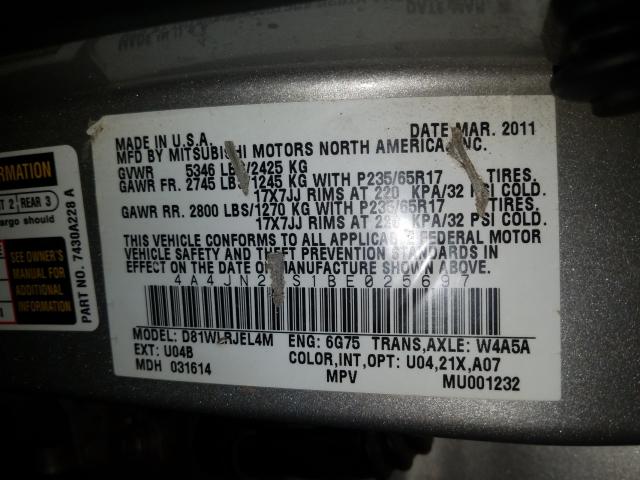 MADE IN U.S.A.
DATE MAR. 2011
MFD BY MITSUBISHI MOTORS NORTH AMERICA, INC.
GVWR 5346 LBS/2425 KG
GAWR FR. 2745 LBS/1245 KG WITH P235/65R17 TIRES.
17X7JJ RIMS AT 220 KPA/32 PSI COLD.
GAWR RR. 2800 LBS/1270 KG WITH P235/65R17 TIRES.
17X7JJ RIMS AT KPA/32 PSI COLD.
THIS VEHICLE CONFORMS TO ALL APPLICABLE FEDERAL MOTOR
VEHICLE SAFETY AND THEFT PREVENTION STANDARDS IN
EFFECT ON THE DATE OF MANUFACTURE SHOWN ABOVE.
4A4JN2 S1BE025697
MODEL: D81WLRJEL4M ENG: 6G75 TRANS,AXLE: W4A5A
EXT: U04B COLOR,INT,OPT: U04,21X,A07
MDH 031614 MPV MU001232
2 REAR 3
cargo should
SEE OWNER'S
MANUAL FOR
ADDITIONAL
INFORMATION
PART NO. 7430A228 A